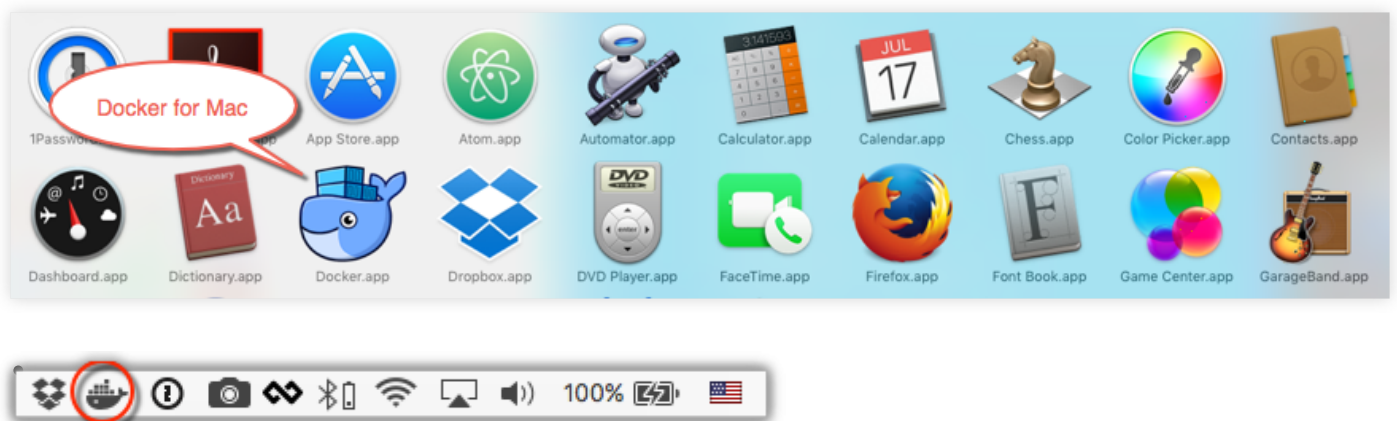 Docker for Mac
App Store.app
Atom.app
Automator.app
Calculator.app
Calendar.app
Chess.app
Color Picker.app
Contacts.app
3.141593
JUL
17
Dictionary
Aa
DVD
VIDEO
enter
F
Dashboard.app
Dictionary.app
Docker.app
Dropbox.app
DVD Player.app
FaceTime.app
Firefox.app
Font Book.app
Game Center.app
GarageBand.app
100%